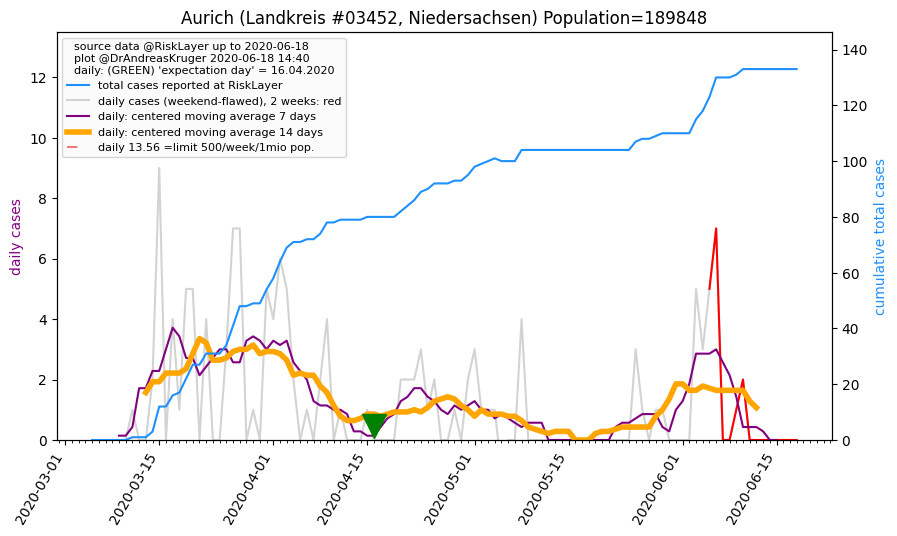 Aurich (Landkreis #03452, Niedersachsen) Population=189848
source data @RiskLayer up to 2020-06-18
plot @DrAndreasKruger 2020-06-18 14:40
daily: (GREEN) 'expectation day' = 16.04.2020
total cases reported at RiskLayer
daily cases (weekend-flawed), 2 weeks: red
daily: centered moving average 7 days
daily: centered moving average 14 days
daily 13.56 =limit 500/week/1mio pop.
daily cases
12
10
8
6
4
2
0
cumulative total cases
140
120
100
80
60
40
20
0
2020-03-01
2020-03-15
2020-04-01
2020-04-15
2020-05-01
2020-05-15
2020-06-01
2020-06-15